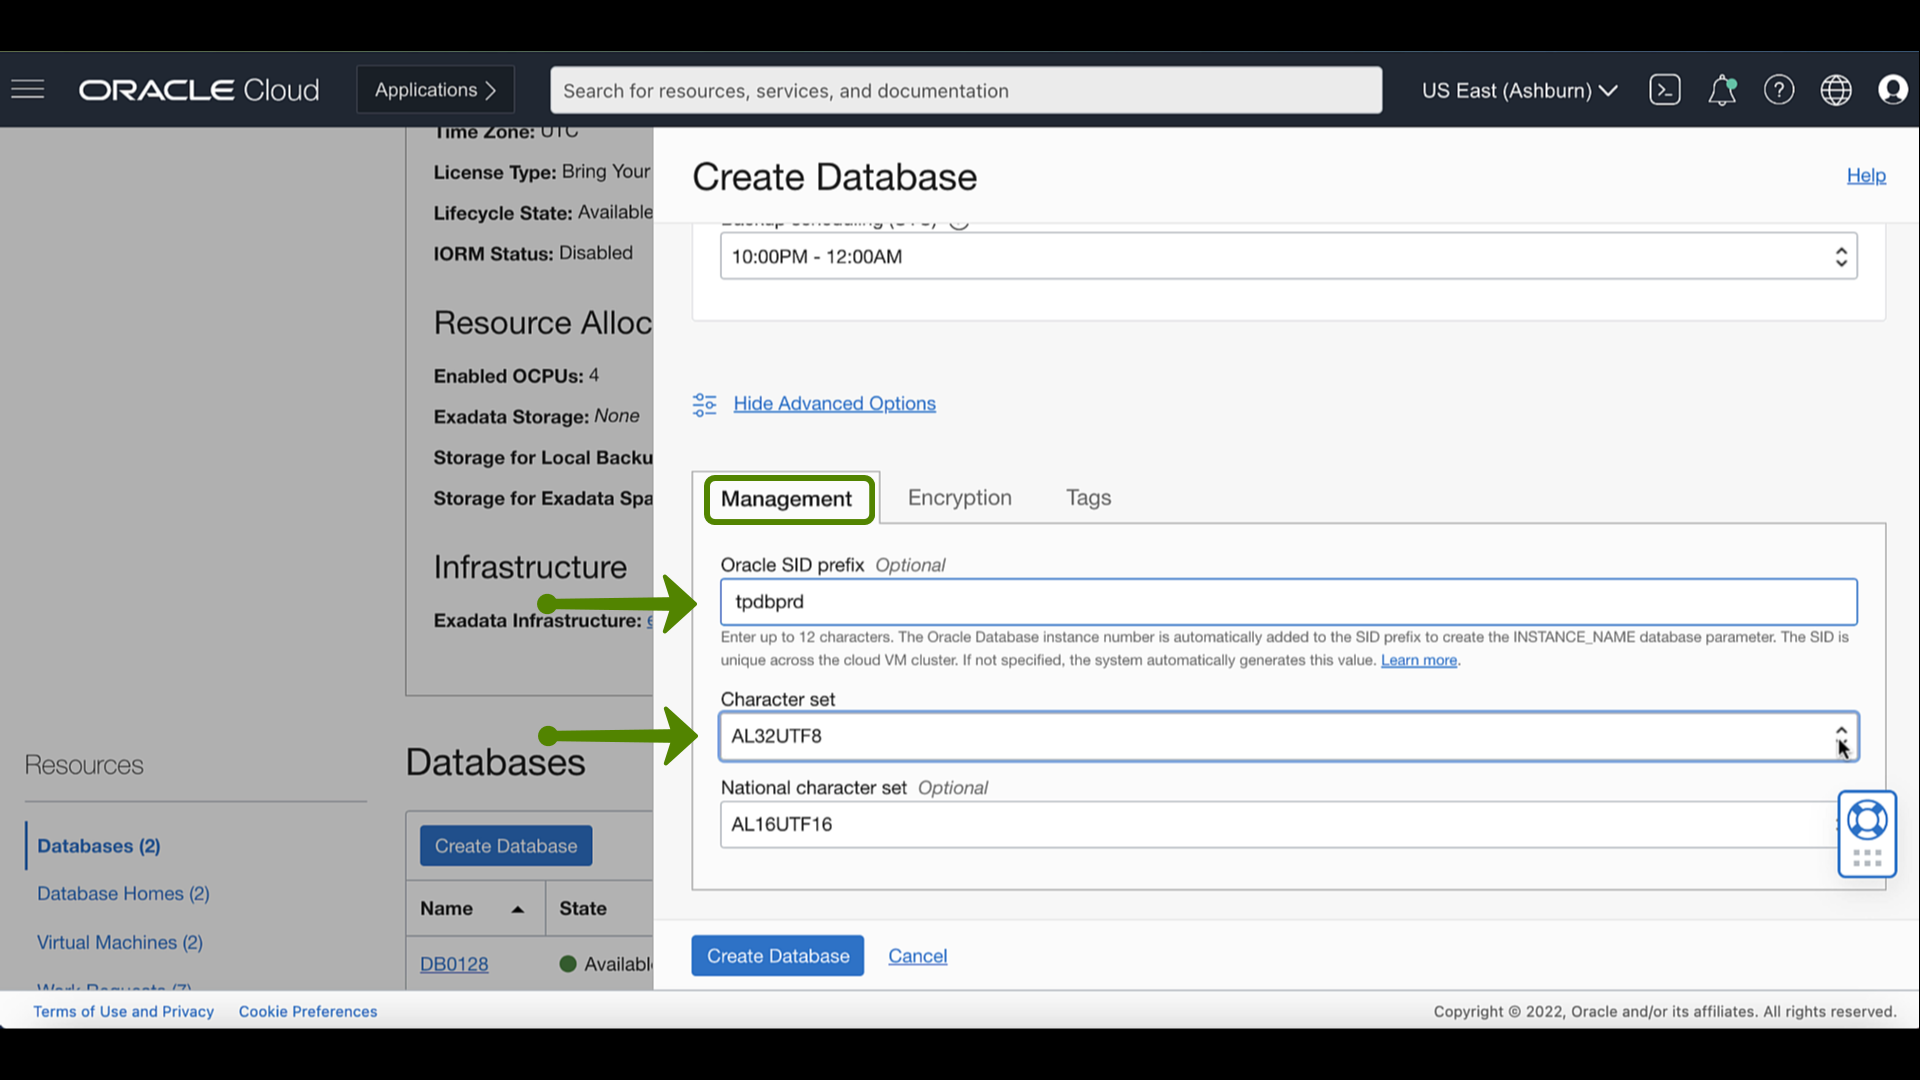 ORACLE Cloud
Applications
Search for resources, services, and documentation
US East (Ashburn)
Time Zone: UTC
License Type: Bring Your
Lifecycle State: Available
IORM Status: Disabled
Resource Alloc
Enabled OCPUs: 4
Exadata Storage: None
Storage for Local Backu
Storage for Exadata Spa
Infrastructure
Exadata Infrastructure: e
Resources
Databases (2)
Database Homes (2)
Virtual Machines (2)
Work Requests (7)
Databases
Create Database
Name
State
DB0128
Availabl
Create Database
Help
Backup scheduling (UTC)
10:00PM - 12:00AM
Hide Advanced Options
Management
Encryption
Tags
Oracle SID prefix Optional
tpdbprd
Enter up to 12 characters. The Oracle Database instance number is automatically added to the SID prefix to create the INSTANCE_NAME database parameter. The SID is
unique across the cloud VM cluster. If not specified, the system automatically generates this value. Learn more.
Character set
AL32UTF8
National character set Optional
AL16UTF16
Create Database
Cancel
Terms of Use and Privacy
Cookie Preferences
Copyright © 2022, Oracle and/or its affiliates. All rights reserved.